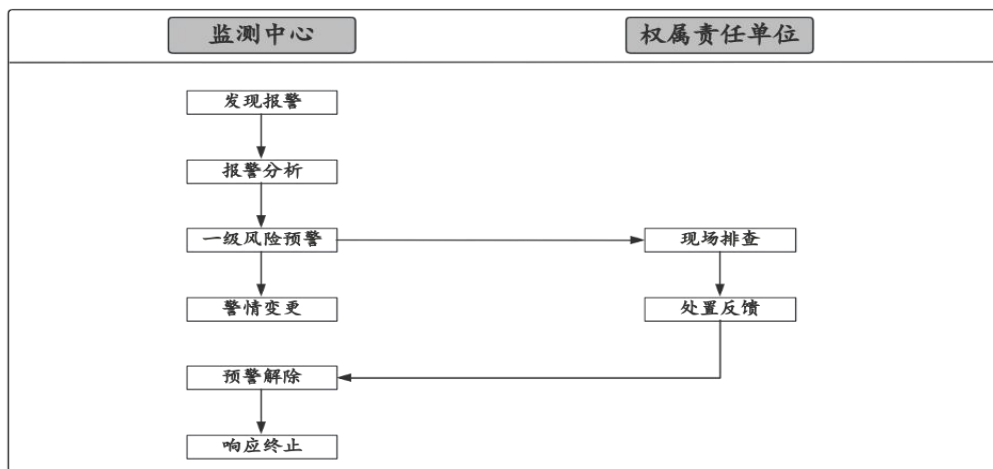 监测中心
权属责任单位
发现报警
报警分析
一级风险预警
现场排查
警情变更
处置反馈
预警解除
响应终止